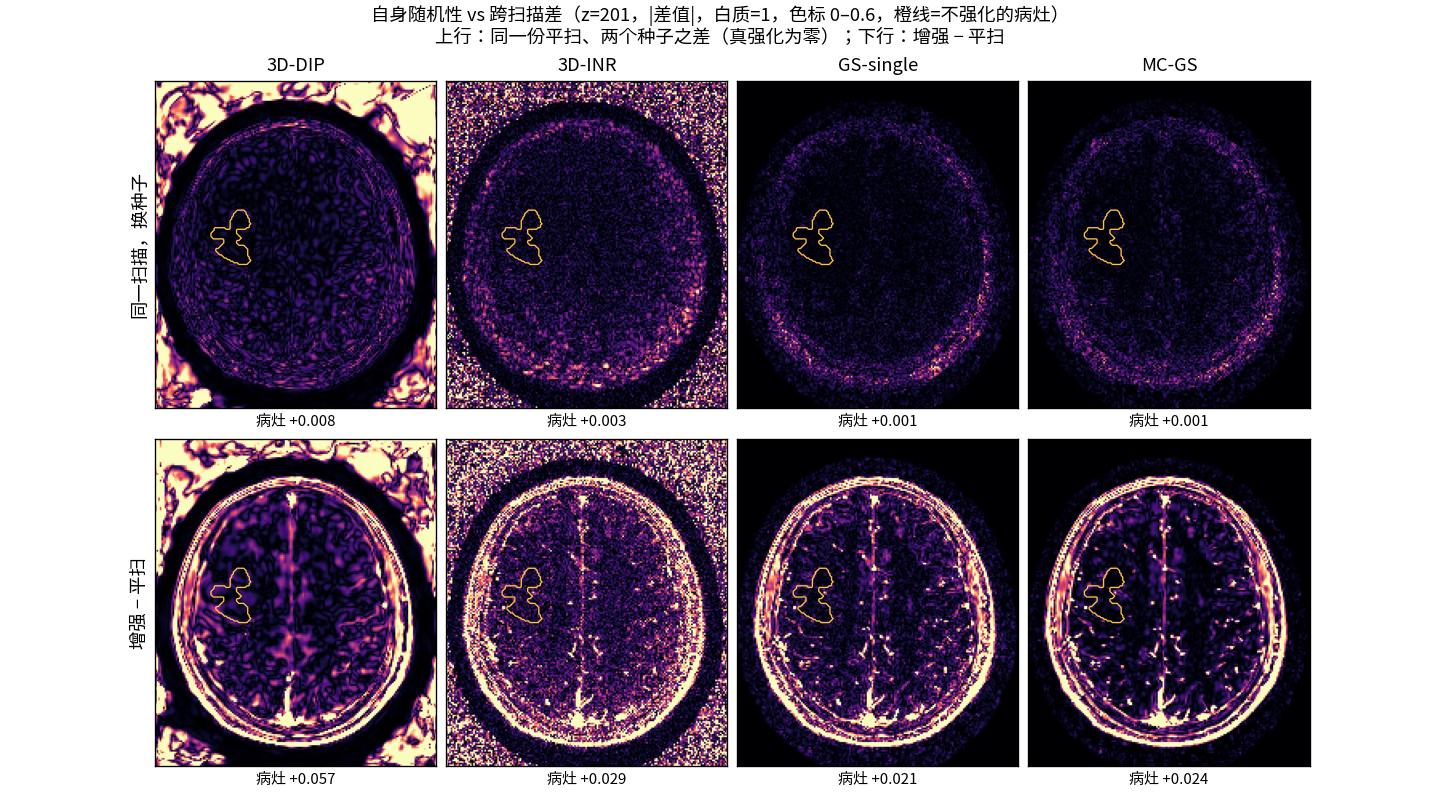 自身随机性 vs 跨扫描差（z=201，|差值|，白质=1，色标 0–0.6，橙线=不强化的病灶）
上行：同一份平扫、两个种子之差（真强化为零）；下行：增强 − 平扫
3D-DIP
3D-INR
GS-single
MC-GS
同一扫描，换种子
病灶 +0.008
病灶 +0.003
病灶 +0.001
病灶 +0.001
增强 − 平扫
病灶 +0.057
病灶 +0.029
病灶 +0.021
病灶 +0.024